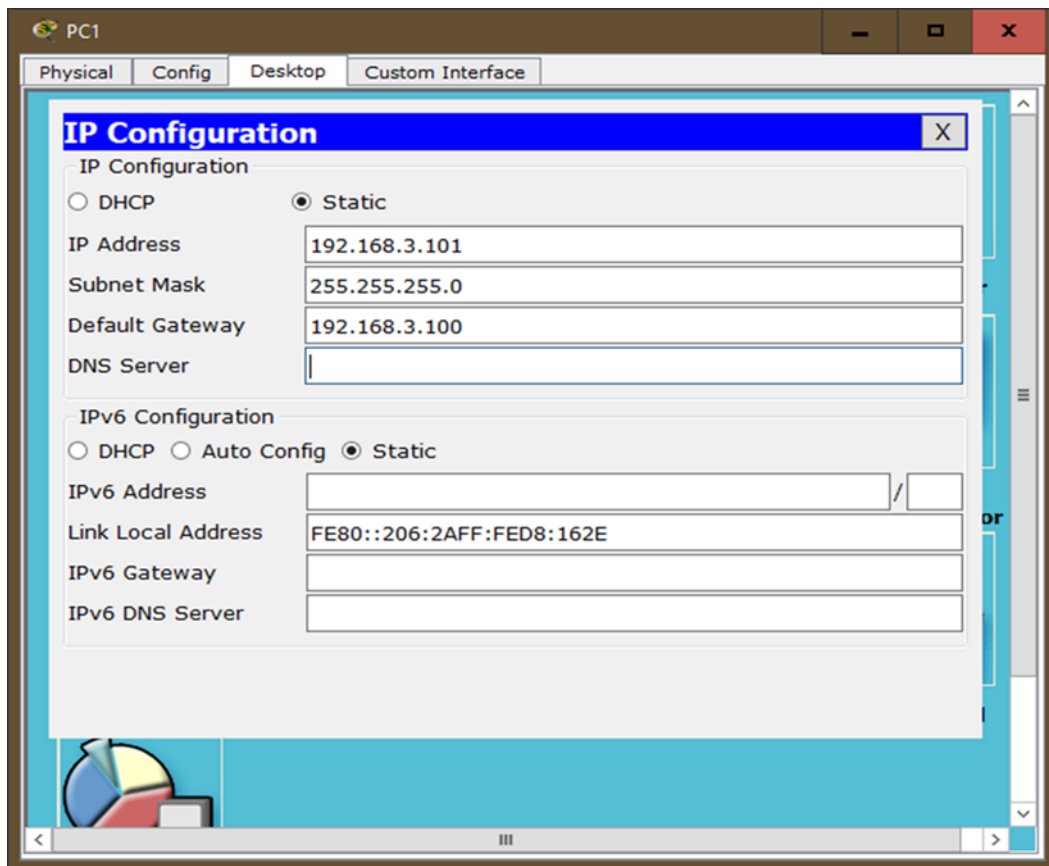 PC1
Physical Config Desktop Custom Interface
IP Configuration X
IP Configuration
DHCP Static
IP Address 192.168.3.101
Subnet Mask 255.255.255.0
Default Gateway 192.168.3.100
DNS Server
IPv6 Configuration
DHCP Auto Config Static
IPv6 Address /
Link Local Address FE80::206:2AFF:FED8:162E
IPv6 Gateway
IPv6 DNS Server
or